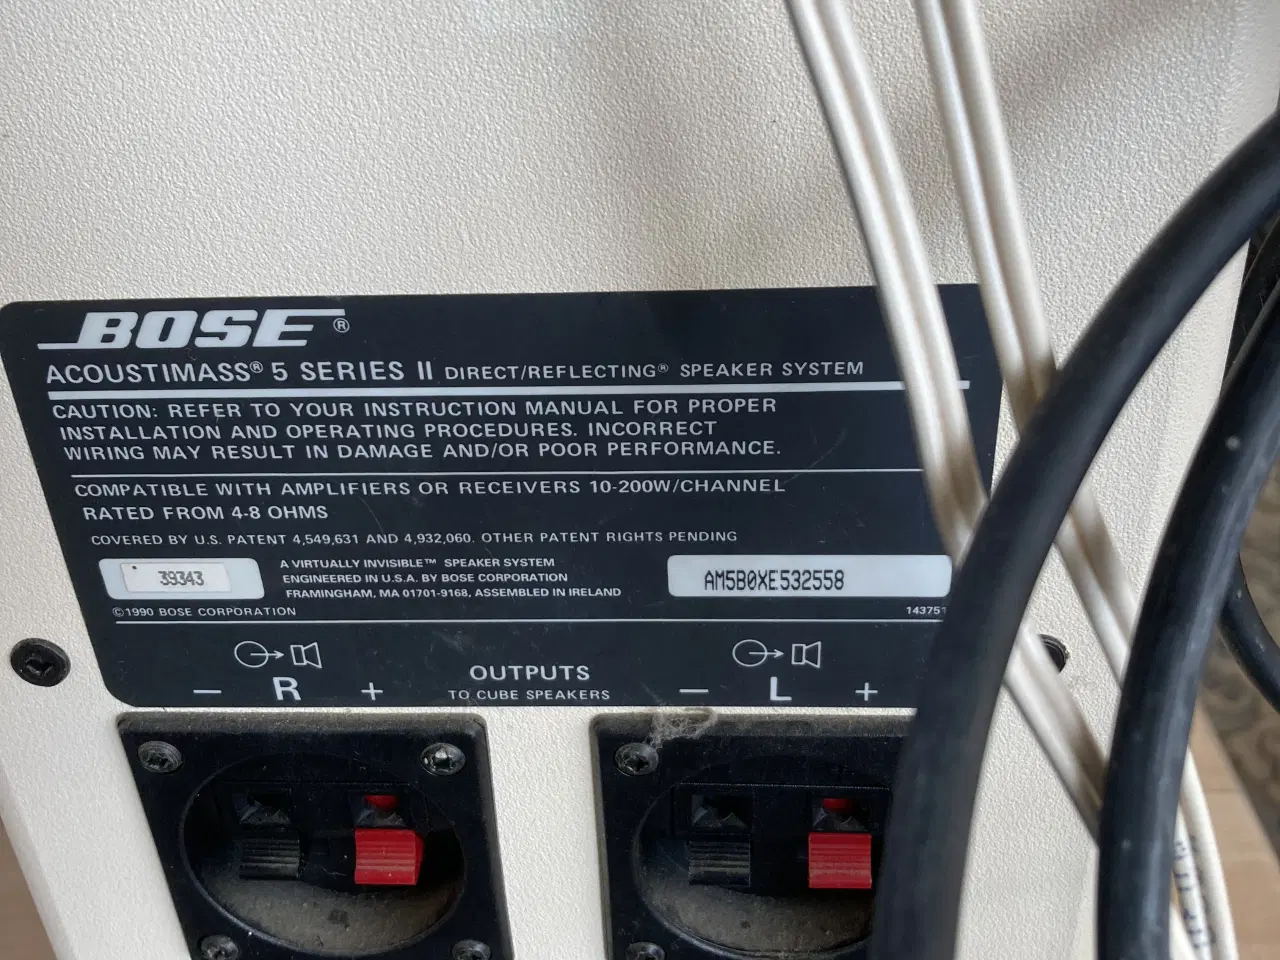 BOSE®
ACOUSTIMASS® 5 SERIES II DIRECT/REFLECTING® SPEAKER SYSTEM
CAUTION: REFER TO YOUR INSTRUCTION MANUAL FOR PROPER
INSTALLATION AND OPERATING PROCEDURES. INCORRECT
WIRING MAY RESULT IN DAMAGE AND/OR POOR PERFORMANCE.
COMPATIBLE WITH AMPLIFIERS OR RECEIVERS 10-200W/CHANNEL
RATED FROM 4-8 OHMS
COVERED BY U.S. PATENT 4,549,631 AND 4,932,060. OTHER PATENT RIGHTS PENDING
39343
A VIRTUALLY INVISIBLE™ SPEAKER SYSTEM
ENGINEERED IN U.S.A. BY BOSE CORPORATION
FRAMINGHAM, MA 01701-9168, ASSEMBLED IN IRELAND
AM5B0XE532558
©1990 BOSE CORPORATION
143751
OUTPUTS
TO CUBE SPEAKERS
− R +
− L +